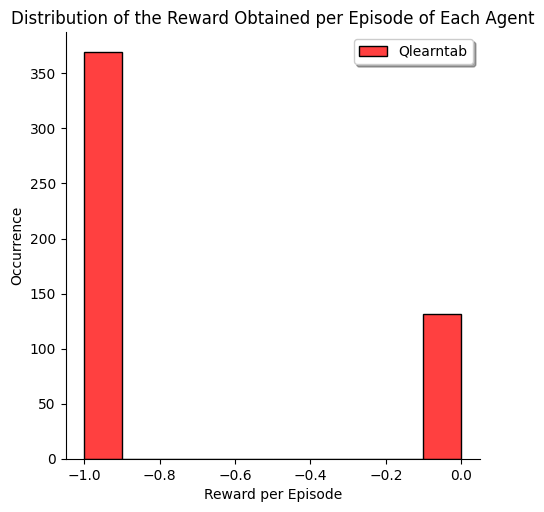 Distribution of the Reward Obtained per Episode of Each Agent
Qlearntab
350
300
250
200
150
100
50
0
Occurrence
−1.0 −0.8 −0.6 −0.4 −0.2 0.0
Reward per Episode